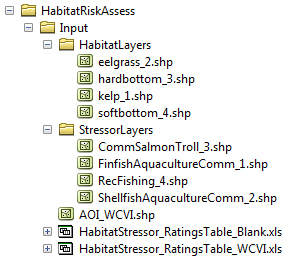 HabitatRiskAssess
Input
HabitatLayers
eelgrass_2.shp
hardbottom_3.shp
kelp_1.shp
softbottom_4.shp
StressorLayers
CommSalmonTroll_3.shp
FinfishAquacultureComm_1.shp
RecFishing_4.shp
ShellfishAquacultureComm_2.shp
AOI_WCVI.shp
HabitatStressor_RatingsTable_Blank.xls
HabitatStressor_RatingsTable_WCVI.xls